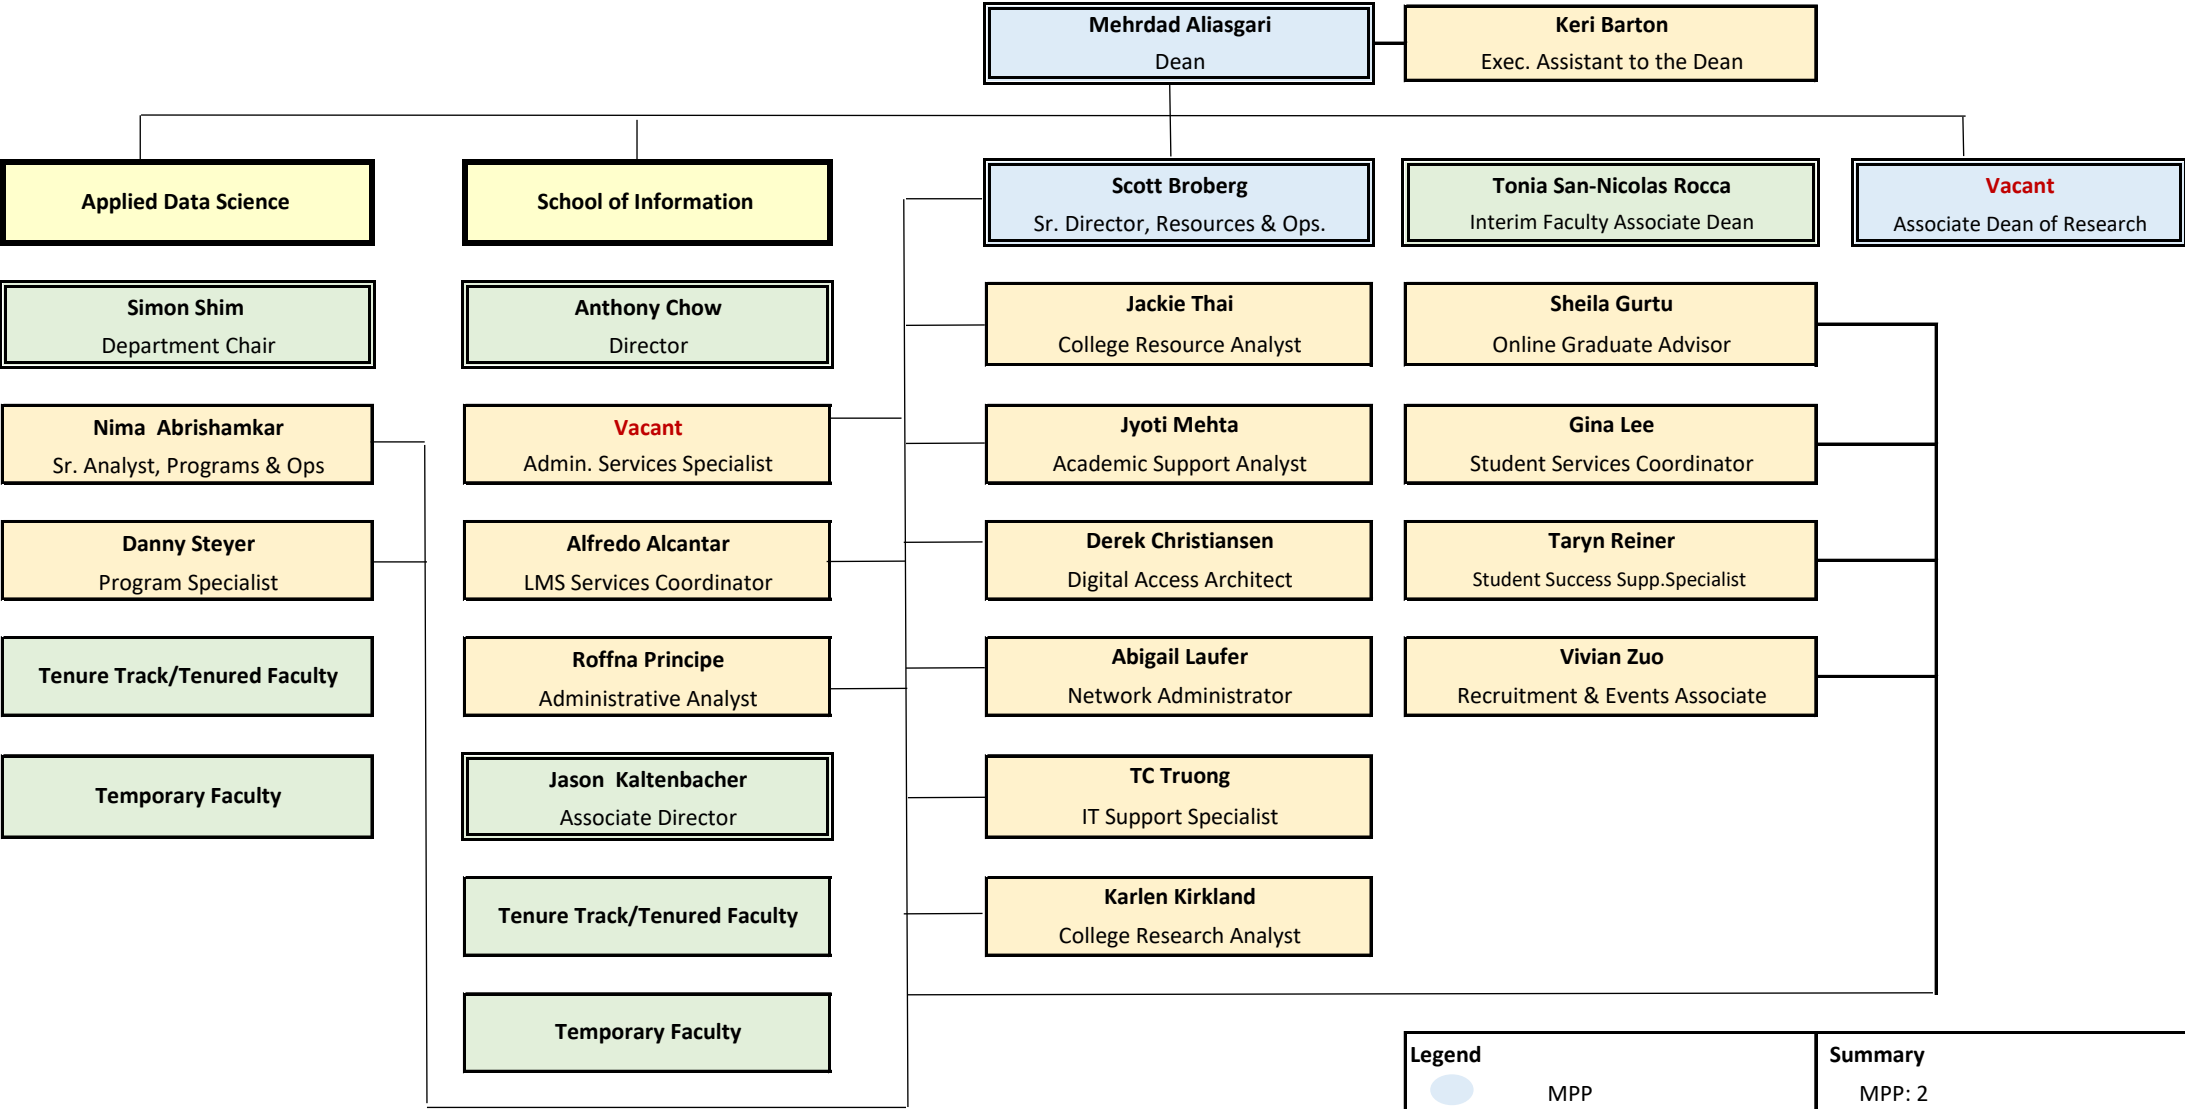 Mehrdad Aliasgari
Dean
Keri Barton
Exec. Assistant to the Dean
Applied Data Science
School of Information
Scott Broberg
Sr. Director, Resources & Ops.
Tonia San-Nicolas Rocca
Interim Faculty Associate Dean
Vacant
Associate Dean of Research
Simon Shim
Department Chair
Anthony Chow
Director
Jackie Thai
College Resource Analyst
Sheila Gurtu
Online Graduate Advisor
Nima  Abrishamkar
Sr. Analyst, Programs & Ops
Vacant
Admin. Services Specialist
Jyoti Mehta
Academic Support Analyst
Gina Lee
Student Services Coordinator
Danny Steyer
Program Specialist
Alfredo Alcantar
LMS Services Coordinator
Derek Christiansen
Digital Access Architect
Taryn Reiner
Student Success Supp.Specialist
Tenure Track/Tenured Faculty
Roffna Principe
Administrative Analyst
Abigail Laufer
Network Administrator
Vivian Zuo
Recruitment & Events Associate
Temporary Faculty
Jason  Kaltenbacher
Associate Director
TC Truong
IT Support Specialist
Tenure Track/Tenured Faculty
Karlen Kirkland
College Research Analyst
Temporary Faculty
Legend
MPP
Summary
MPP: 2